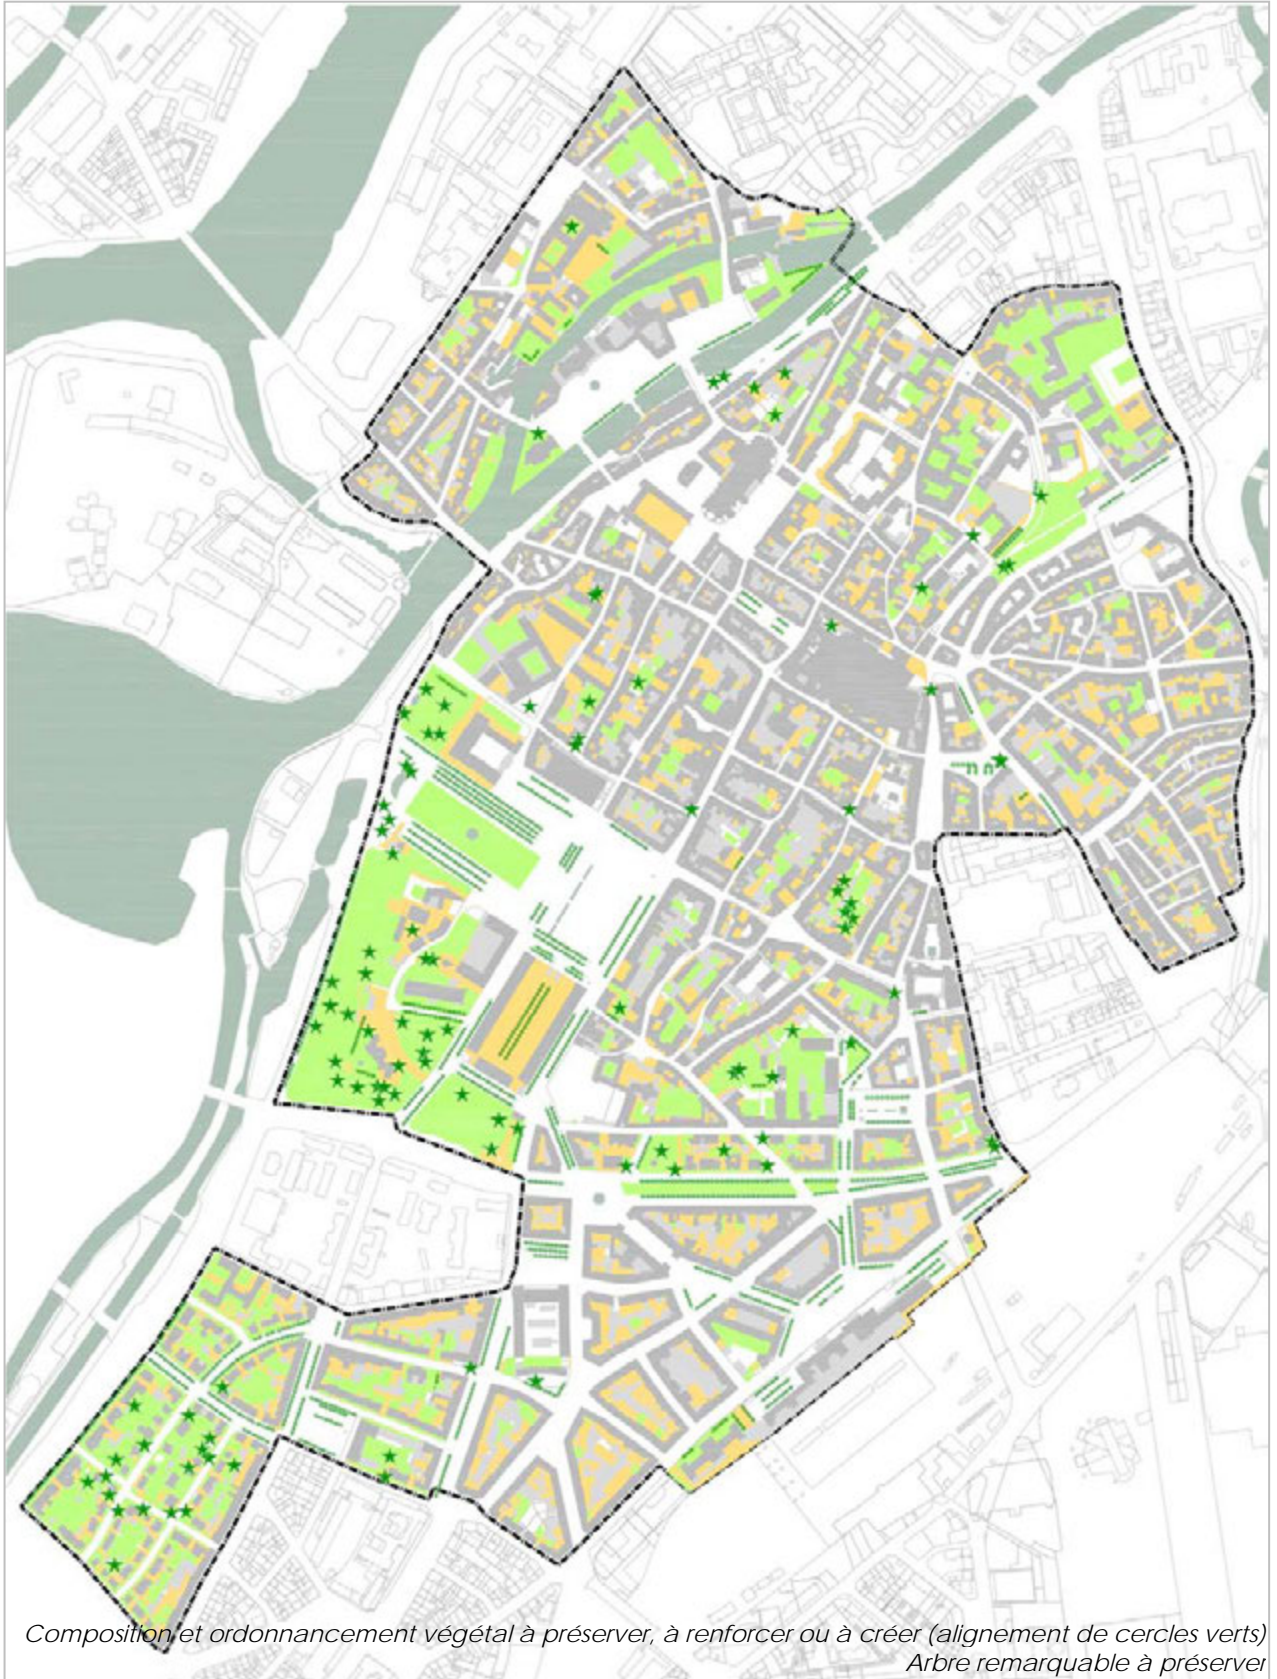 Composition et ordonnancement végétal à préserver, à renforcer ou à créer (alignement de cercles verts)
Arbre remarquable à préserver